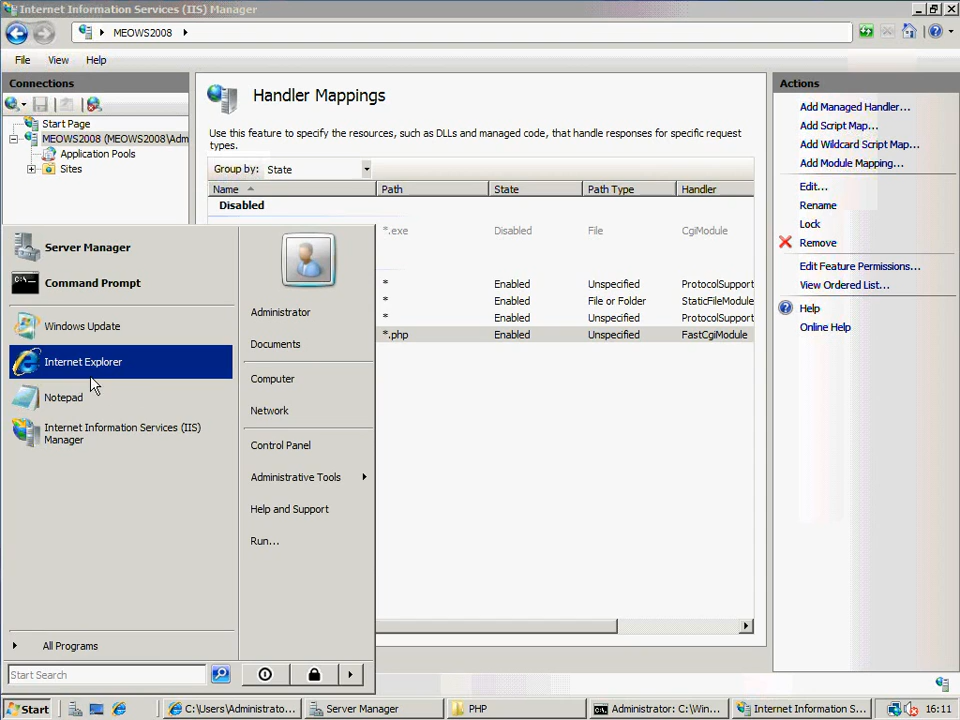 Internet Information Services (IIS) Manager
MEOWS2008
File View Help
Connections
Start Page
MEOWS2008 (MEOWS2008\Adm
Application Pools
Sites
Handler Mappings
Use this feature to specify the resources, such as DLLs and managed code, that handle responses for specific request
types.
Group by: State
Name Path State Path Type Handler
Disabled
*.exe Disabled File CgiModule
* Enabled Unspecified ProtocolSupport
* Enabled File or Folder StaticFileModule
* Enabled Unspecified ProtocolSupport
*.php Enabled Unspecified FastCgiModule
Actions
Add Managed Handler...
Add Script Map...
Add Wildcard Script Map...
Add Module Mapping...
Edit...
Rename
Lock
Remove
Edit Feature Permissions...
View Ordered List...
Help
Online Help
Server Manager
Command Prompt
Windows Update
Internet Explorer
Notepad
Internet Information Services (IIS)
Manager
All Programs
Start Search
Administrator
Documents
Computer
Network
Control Panel
Administrative Tools
Help and Support
Run...
Start
C:\Users\Administrato...
Server Manager
PHP
Administrator: C:\Win...
Internet Information S...
16:11